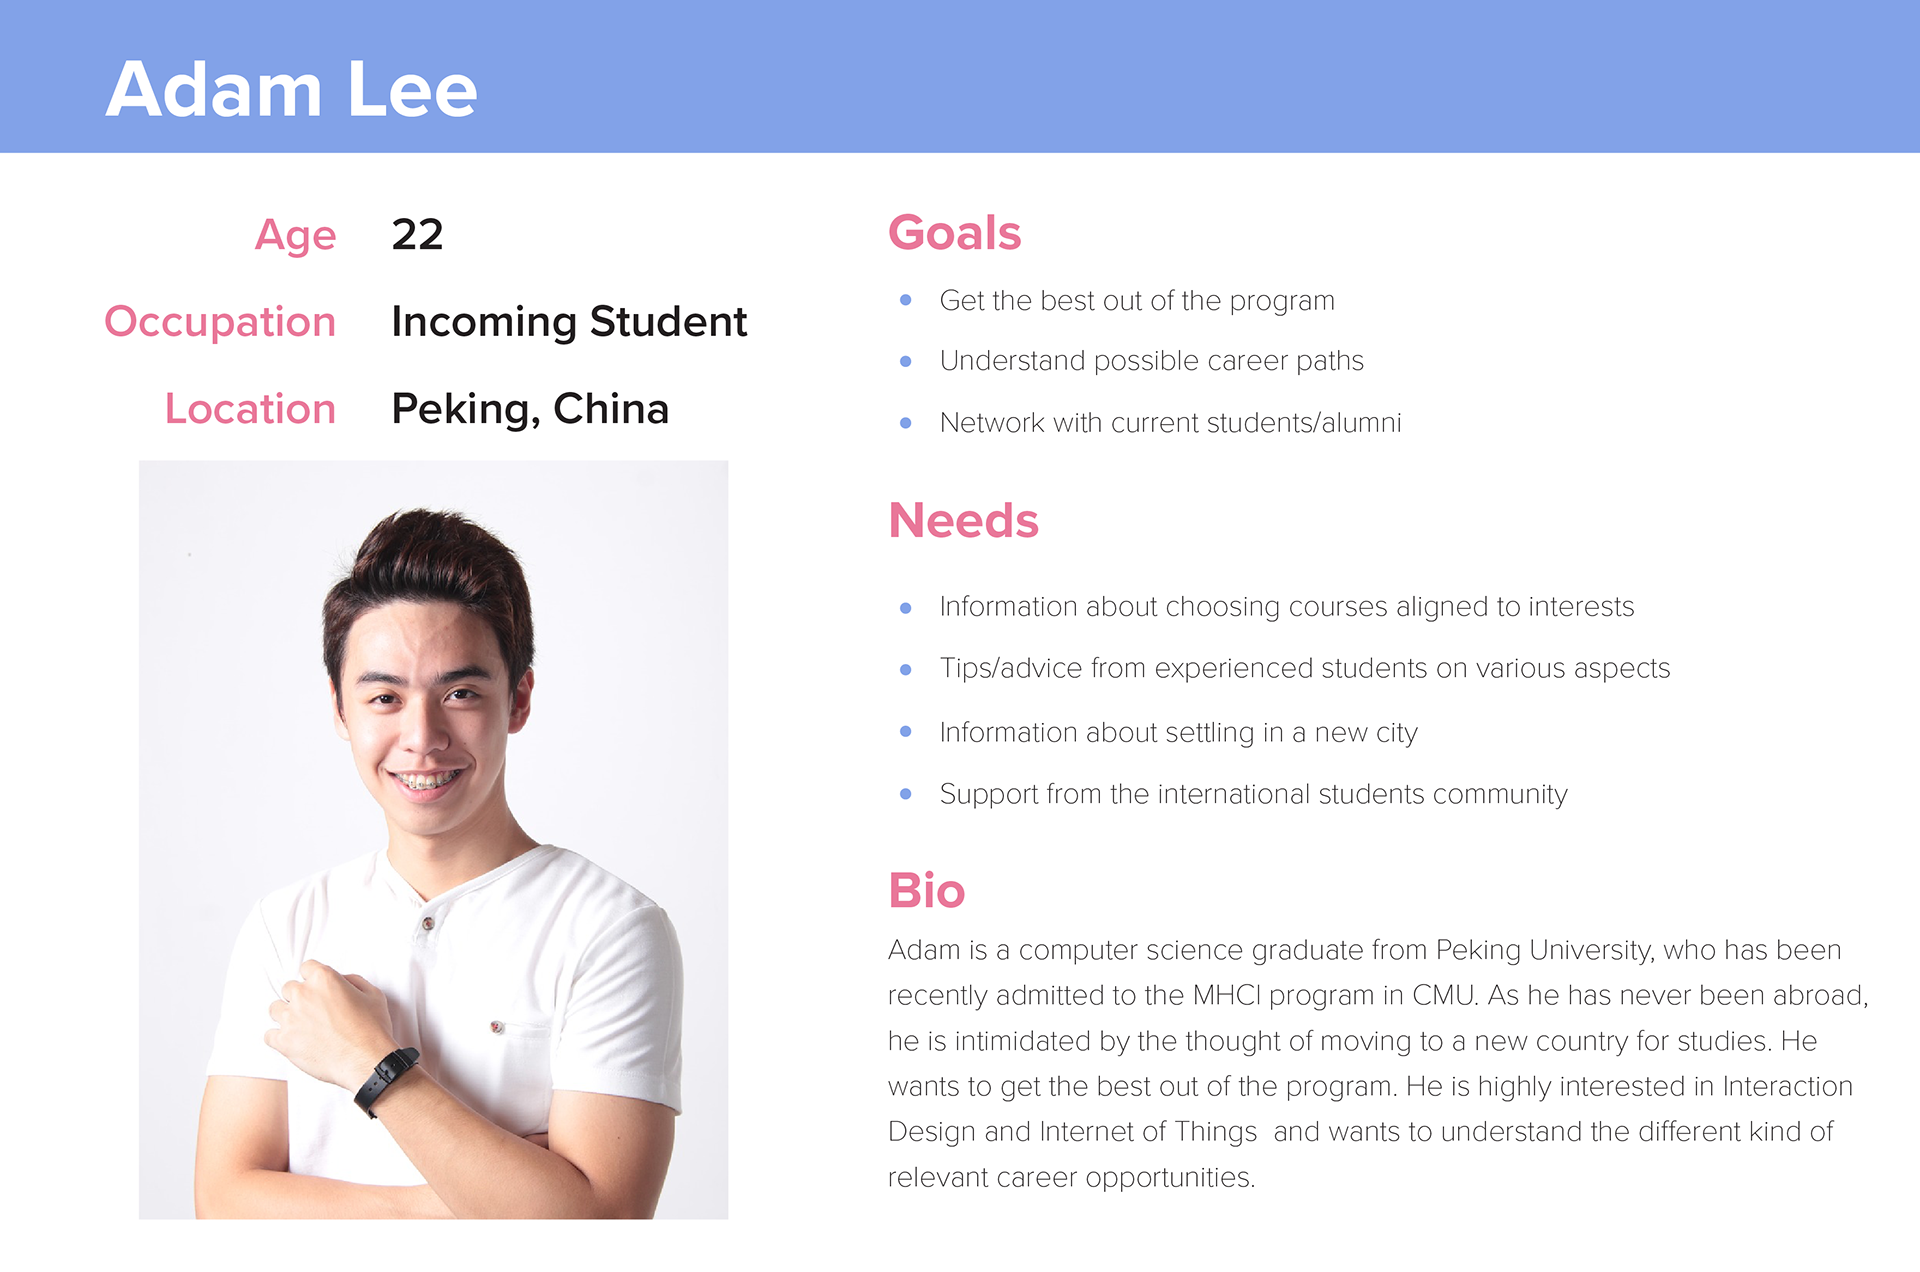 Adam Lee
Age 22
Occupation Incoming Student
Location Peking, China
Goals
Get the best out of the program
Understand possible career paths
Network with current students/alumni
Needs
Information about choosing courses aligned to interests
Tips/advice from experienced students on various aspects
Information about settling in a new city
Support from the international students community
Bio
Adam is a computer science graduate from Peking University, who has been
recently admitted to the MHCI program in CMU. As he has never been abroad,
he is intimidated by the thought of moving to a new country for studies. He
wants to get the best out of the program. He is highly interested in Interaction
Design and Internet of Things  and wants to understand the different kind of
relevant career opportunities.